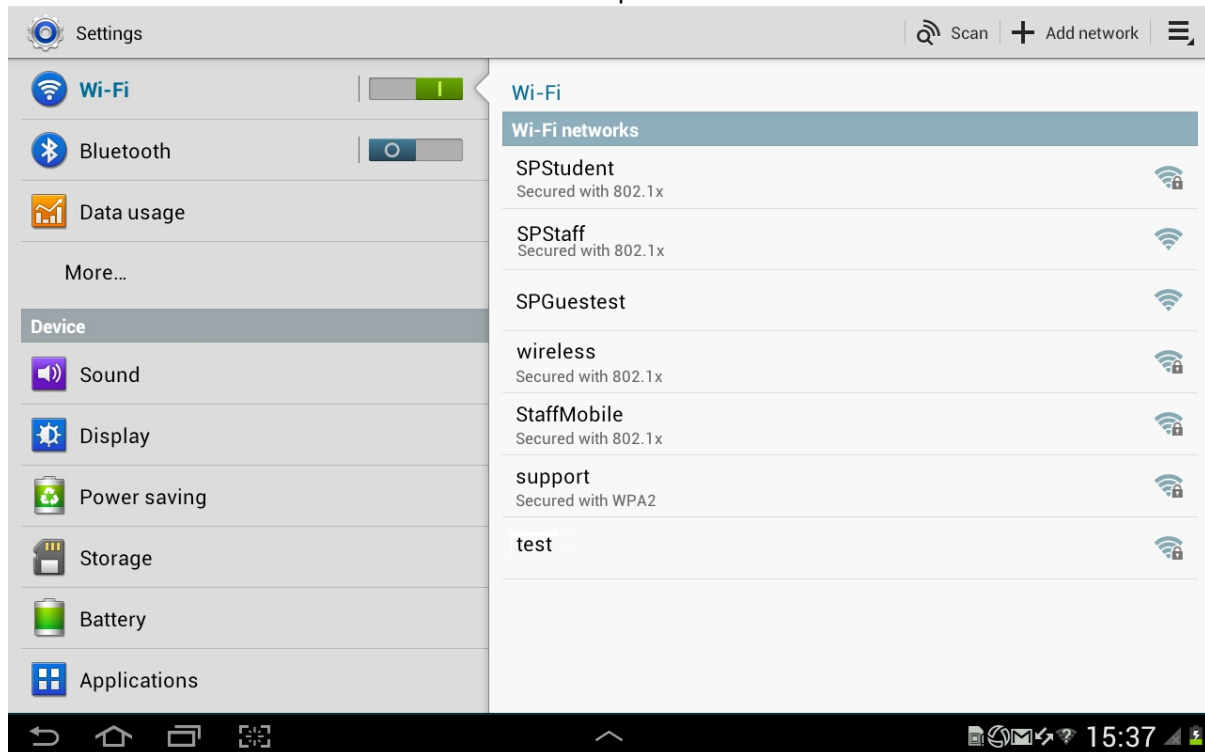 Settings
Scan
Add network
Wi-Fi
Bluetooth
Data usage
More...
Device
Sound
Display
Power saving
Storage
Battery
Applications
Wi-Fi
Wi-Fi networks
SPStudent
Secured with 802.1x
SPStaff
Secured with 802.1x
SPGuestest
wireless
Secured with 802.1x
StaffMobile
Secured with 802.1x
support
Secured with WPA2
test
15:37